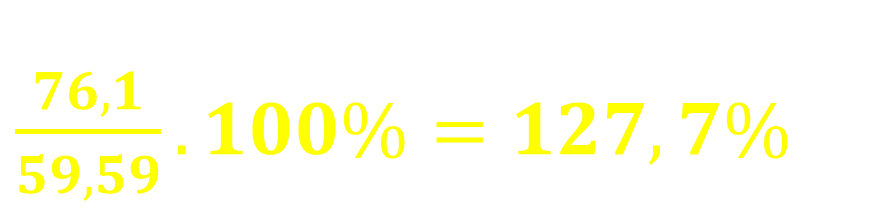 76,1
59,59 . 100% = 127,7%